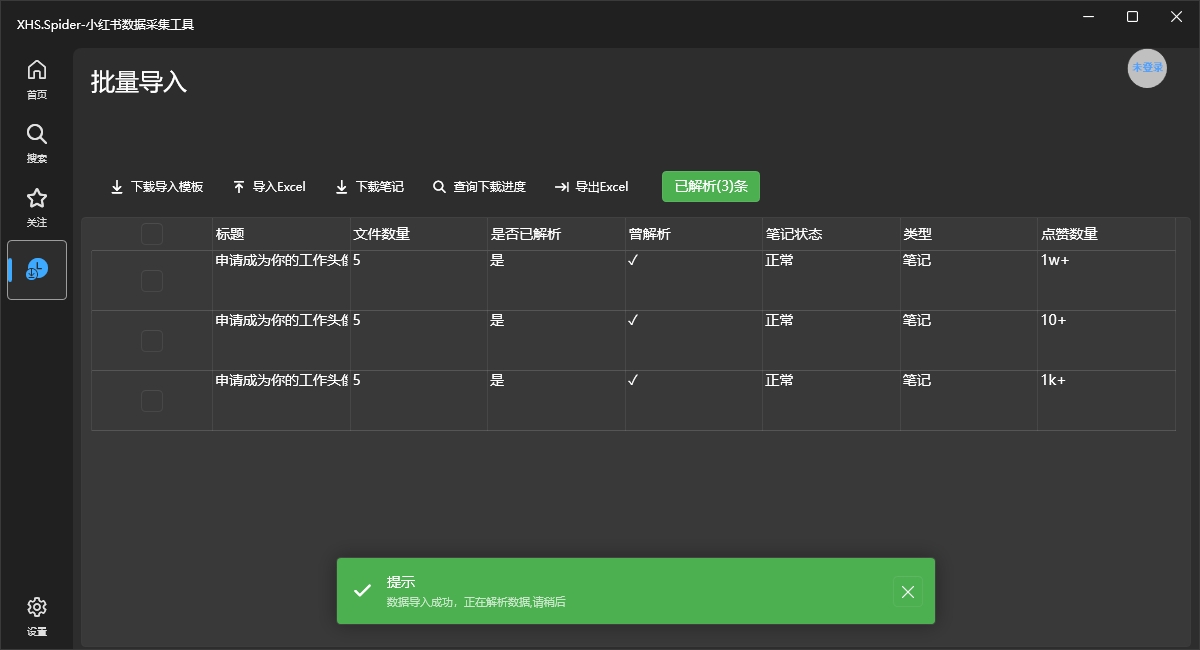 XHS.Spider-小红书数据采集工具
首页
搜索
关注
设置
未登录
批量导入
下载导入模板 导入Excel 下载笔记 查询下载进度 导出Excel 已解析(3)条
标题 文件数量 是否已解析 曾解析 笔记状态 类型 点赞数量
申请成为你的工作头像 5 是 ✓ 正常 笔记 1w+
申请成为你的工作头像 5 是 ✓ 正常 笔记 10+
申请成为你的工作头像 5 是 ✓ 正常 笔记 1k+
提示
数据导入成功，正在解析数据,请稍后